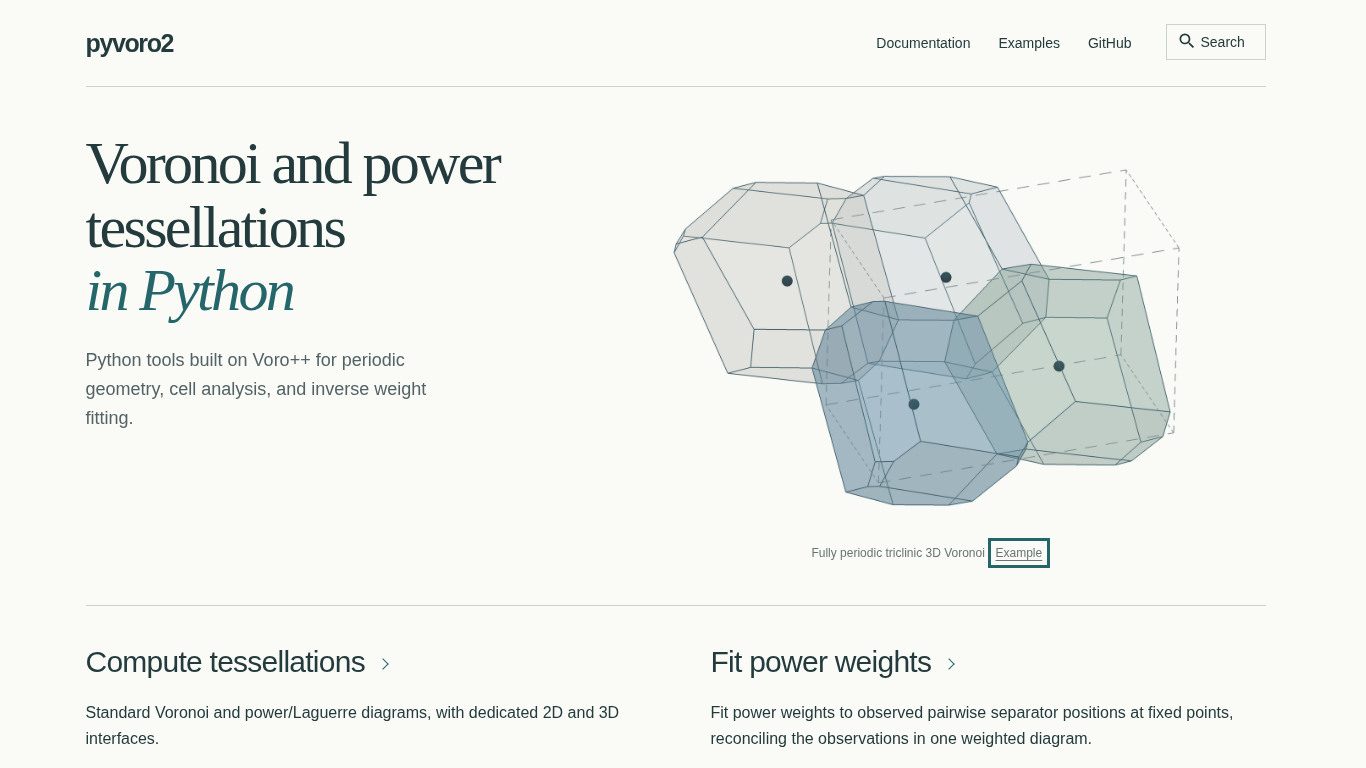 pyvoro2
Documentation
Examples
GitHub
Search
Voronoi and power
tessellations
in Python
Python tools built on Voro++ for periodic
geometry, cell analysis, and inverse weight
fitting.
Fully periodic triclinic 3D Voronoi Example
Compute tessellations
Standard Voronoi and power/Laguerre diagrams, with dedicated 2D and 3D
interfaces.
Fit power weights
Fit power weights to observed pairwise separator positions at fixed points,
reconciling the observations in one weighted diagram.